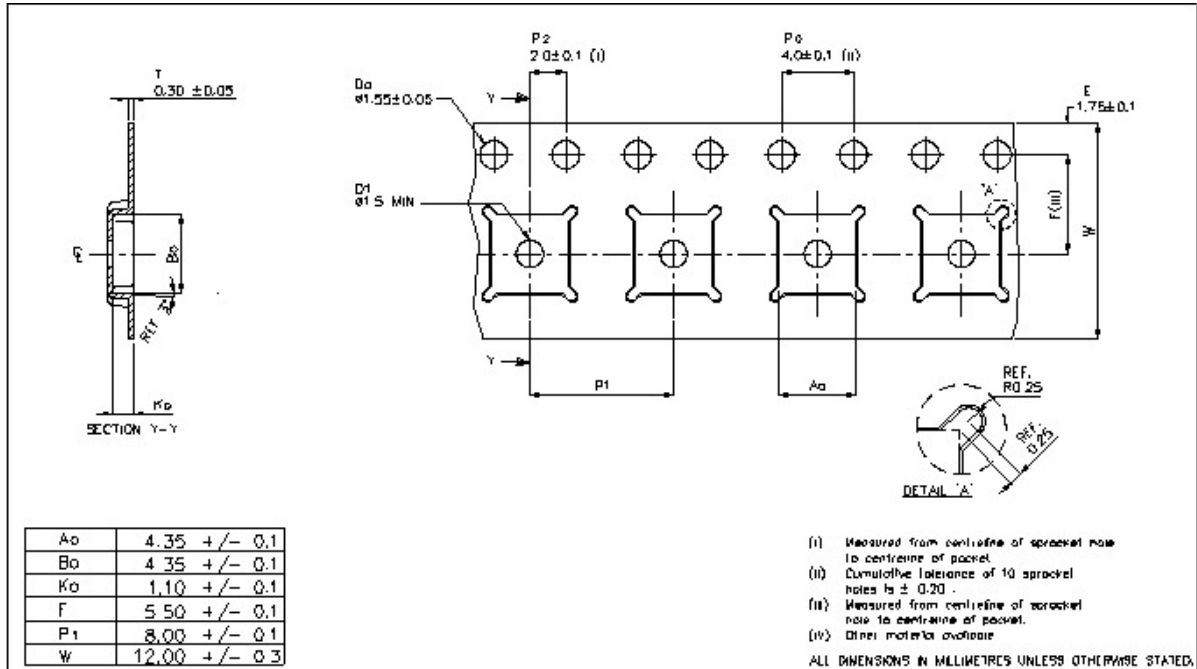 P2
2.0±0.1 (I)
Po
4.0±0.1 (II)
T
0.30 ±0.05
Do
ø1.55±0.05
Y
E
1.75±0.1
D1
ø1.5 MIN
"A"
F(III)
W
Bo
REF 3°
Y
P1
Ao
Ko
SECTION Y-Y
REF.
R0.25
REF.
0.25
DETAIL "A"
Ao 4.35 +/- 0.1
Bo 4.35 +/- 0.1
Ko 1.10 +/- 0.1
F 5.50 +/- 0.1
P1 8.00 +/- 0.1
W 12.00 +/- 0.3
(I) Measured from centreline of sprocket hole
to centreline of pocket.
(II) Cumulative tolerance of 10 sprocket
holes is ± 0.20 .
(III) Measured from centreline of sprocket
hole to centreline of pocket.
(IV) Other material available
ALL DIMENSIONS IN MILLIMETRES UNLESS OTHERWISE STATED.